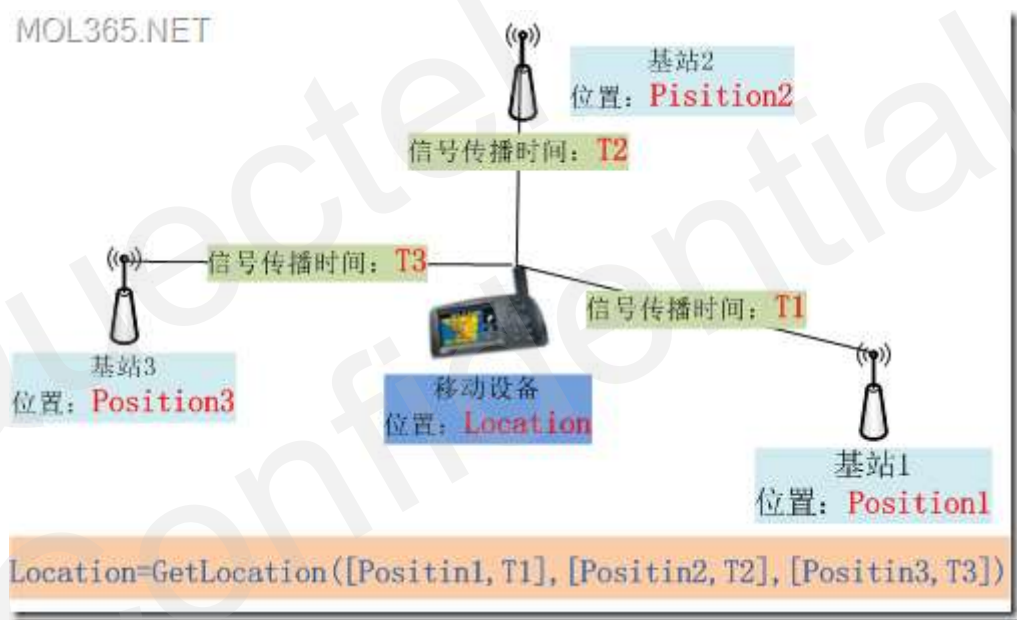 MOL365.NET
基站2
位置：Pisition2
信号传播时间：T2
信号传播时间：T3
信号传播时间：T1
基站3
位置：Position3
移动设备
位置：Location
基站1
位置：Position1
Location=GetLocation([Positin1,T1],[Positin2,T2],[Positin3,T3])
uectel
Confidential